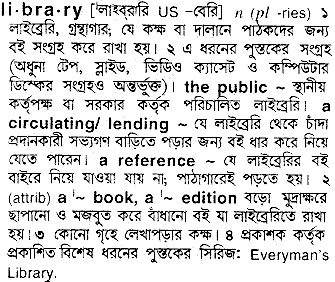 li·bra·ry [ˈলাইব্ররি US -বেরি] n (pl -ries) ১
লাইব্রেরি, গ্রন্থাগার; যে কক্ষ বা দালানে পাঠকদের জন্য
বই সংগ্রহ করে রাখা হয়। ২ এ ধরনের পুস্তকের সংগ্রহ
(অধুনা টেপ, স্লাইড, ভিডিও ক্যাসেট ও কম্পিউটার
ডিস্কের সংগ্রহও অন্তর্ভুক্ত)। the public ~ স্থানীয়
কর্তৃপক্ষ বা সরকার কর্তৃক পরিচালিত লাইব্রেরি। a
circulating/ lending ~ যে লাইব্রেরি থেকে চাঁদা
প্রদানকারী সভ্যগণ বাড়িতে পড়ার জন্য বই ধার করে নিয়ে
যেতে পারেন। a reference ~ যে লাইব্রেরির বই
বাইরে নিয়ে যাওয়া যায় না; পাঠাগারেই পড়তে হয়। ২
(attrib) a ˈ~ book, a ˈ~ edition বড়ো মুদ্রাক্ষরে
ছাপানো ও মজবুত করে বাঁধানো বই যা লাইব্রেরিতে রাখা
হয়। ৩ কোনো গৃহে লেখাপড়ার কক্ষ। ৪ প্রকাশক কর্তৃক
প্রকাশিত বিশেষ ধরনের পুস্তকের সিরিজ: Everyman's
Library.